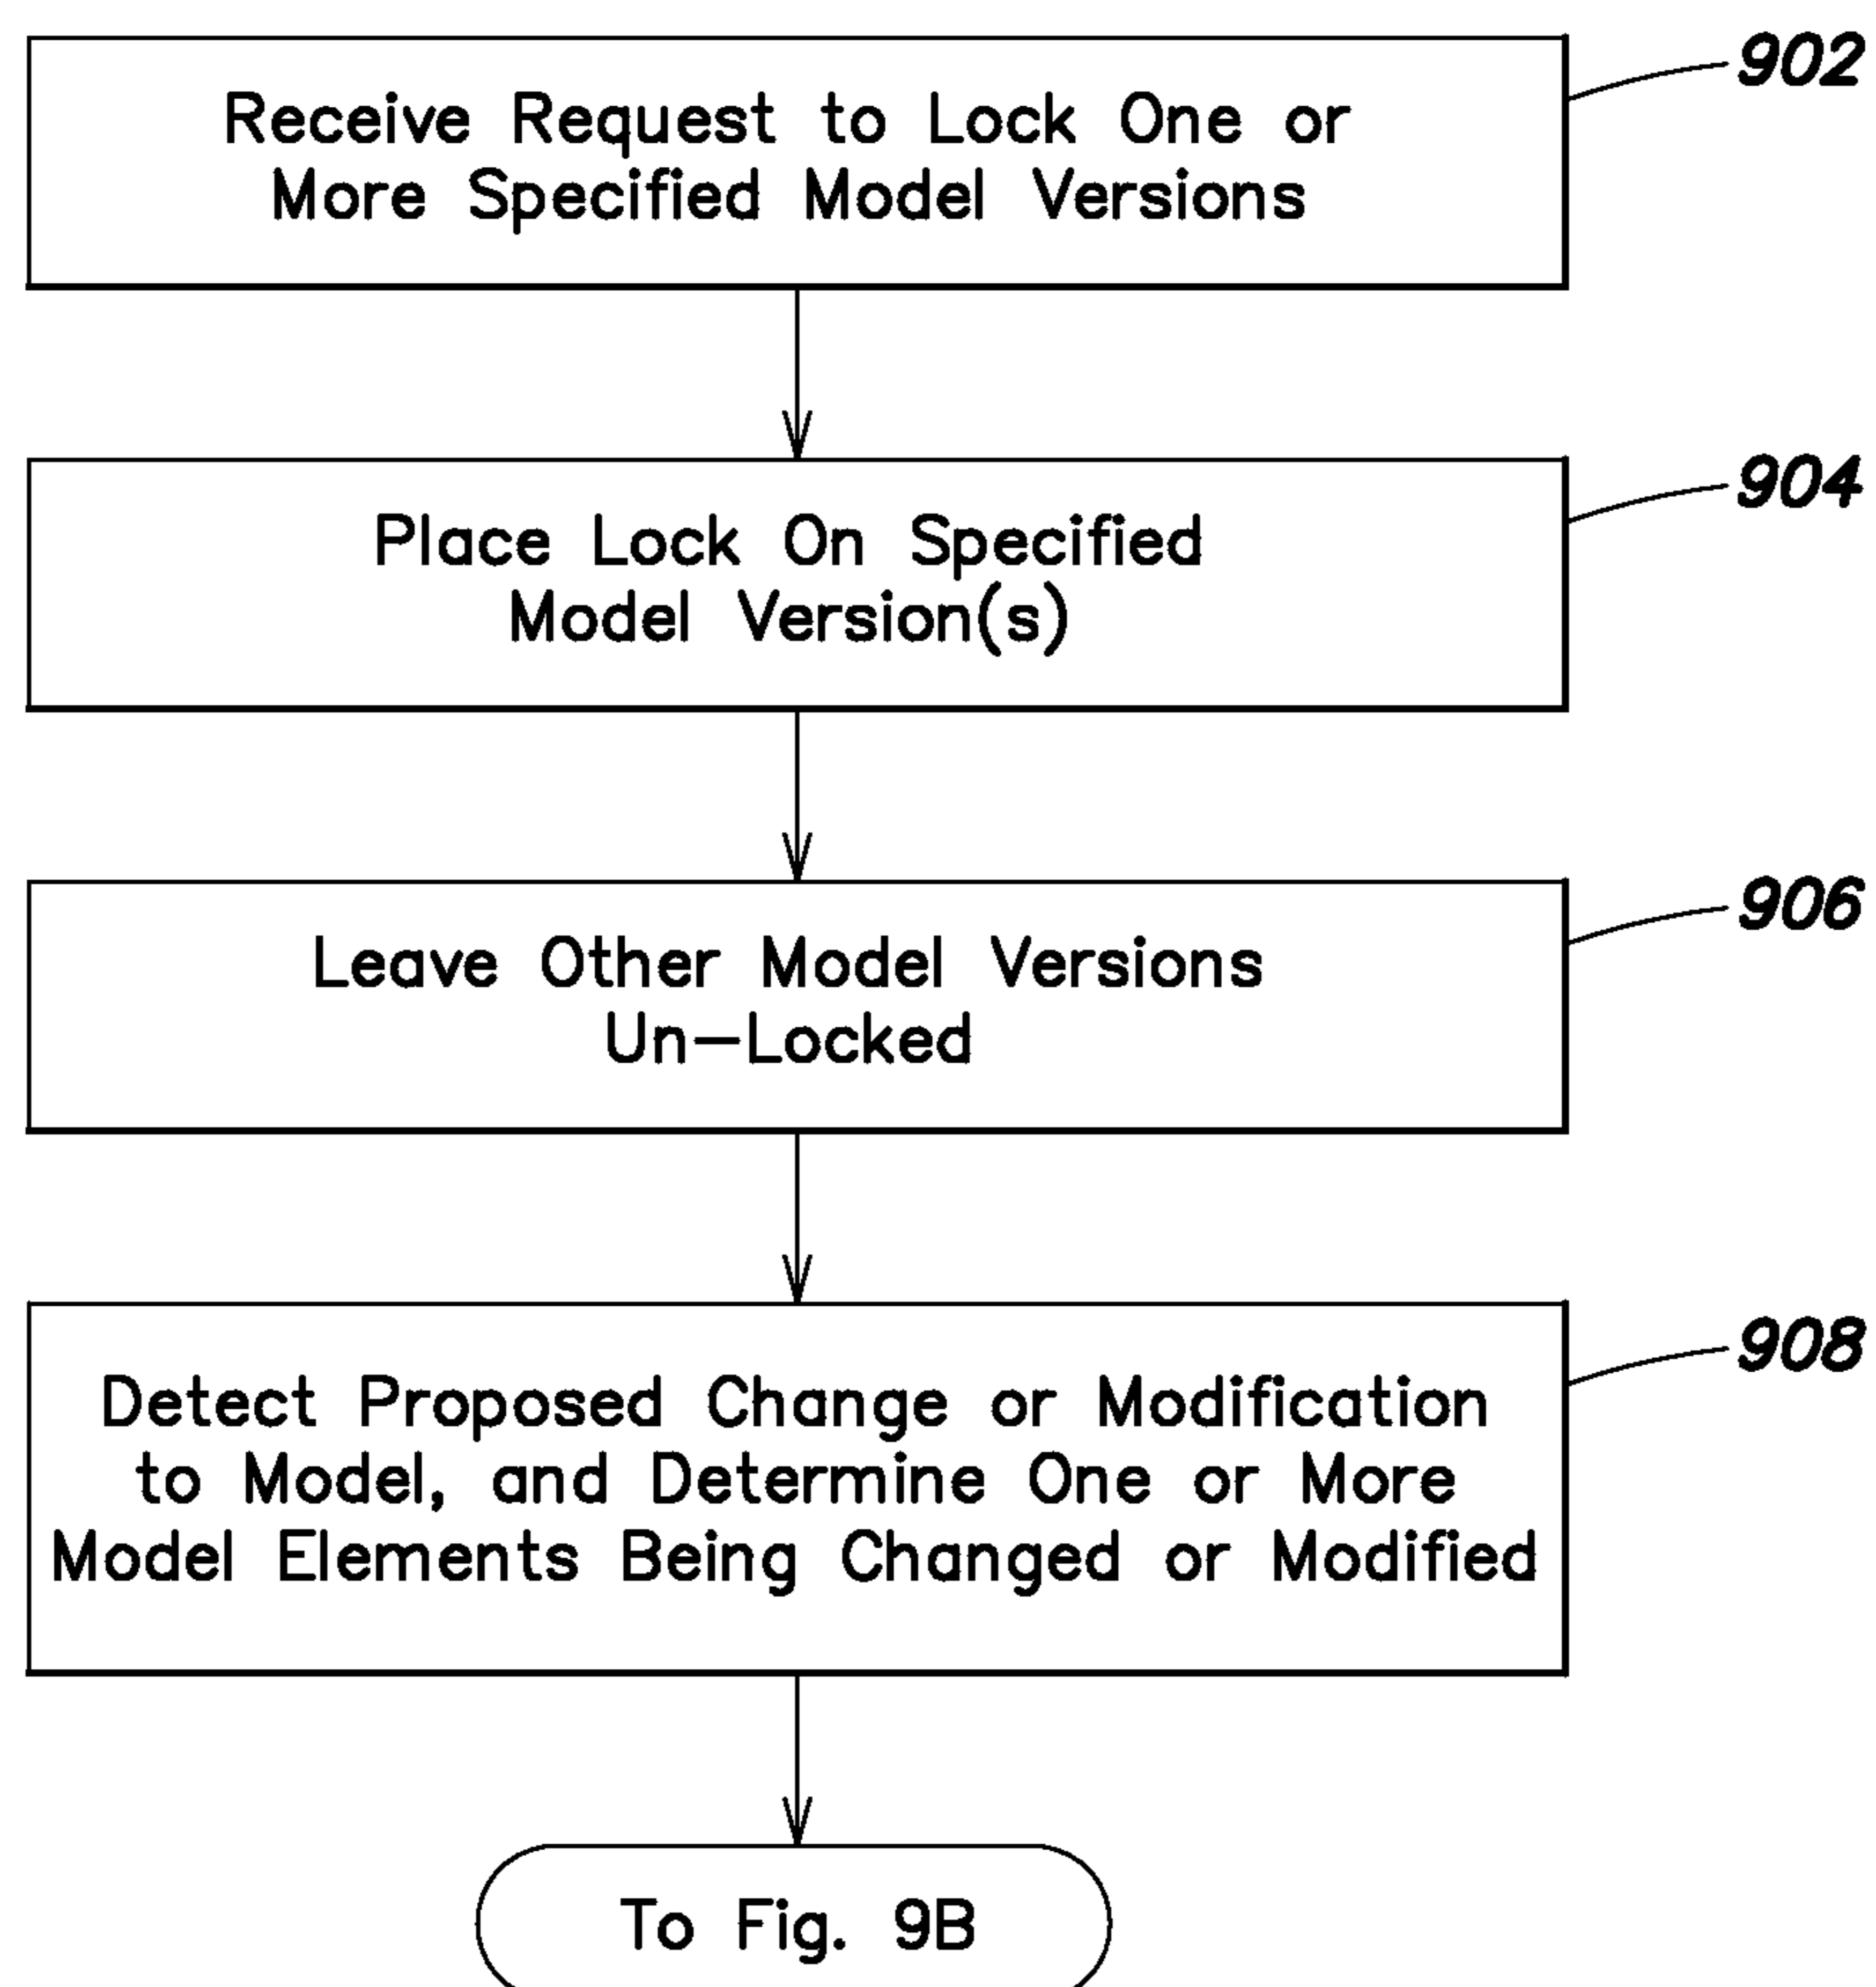 902
Receive Request to Lock One or
More Specified Model Versions
904
Place Lock On Specified
Model Version(s)
906
Leave Other Model Versions
Un-Locked
908
Detect Proposed Change or Modification
to Model, and Determine One or More
Model Elements Being Changed or Modified
To Fig. 9B